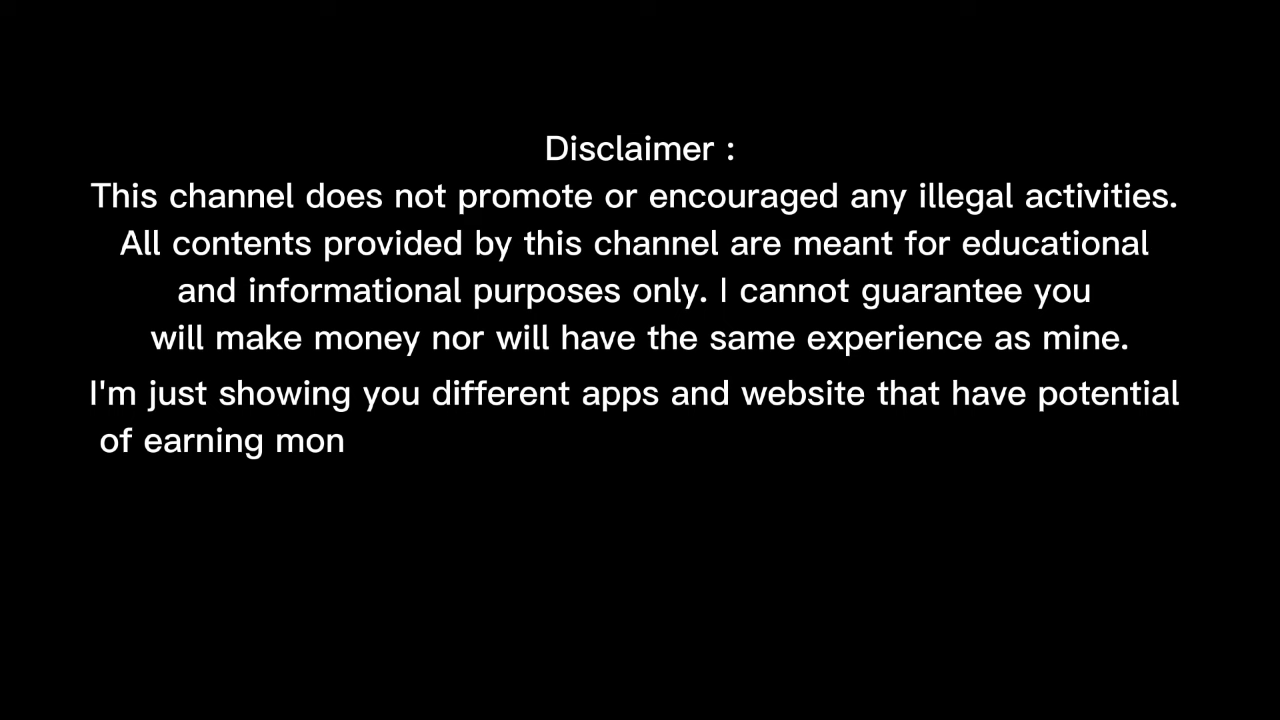 Disclaimer :
This channel does not promote or encouraged any illegal activities.
All contents provided by this channel are meant for educational
and informational purposes only. I cannot guarantee you
will make money nor will have the same experience as mine.
I'm just showing you different apps and website that have potential
of earning mon